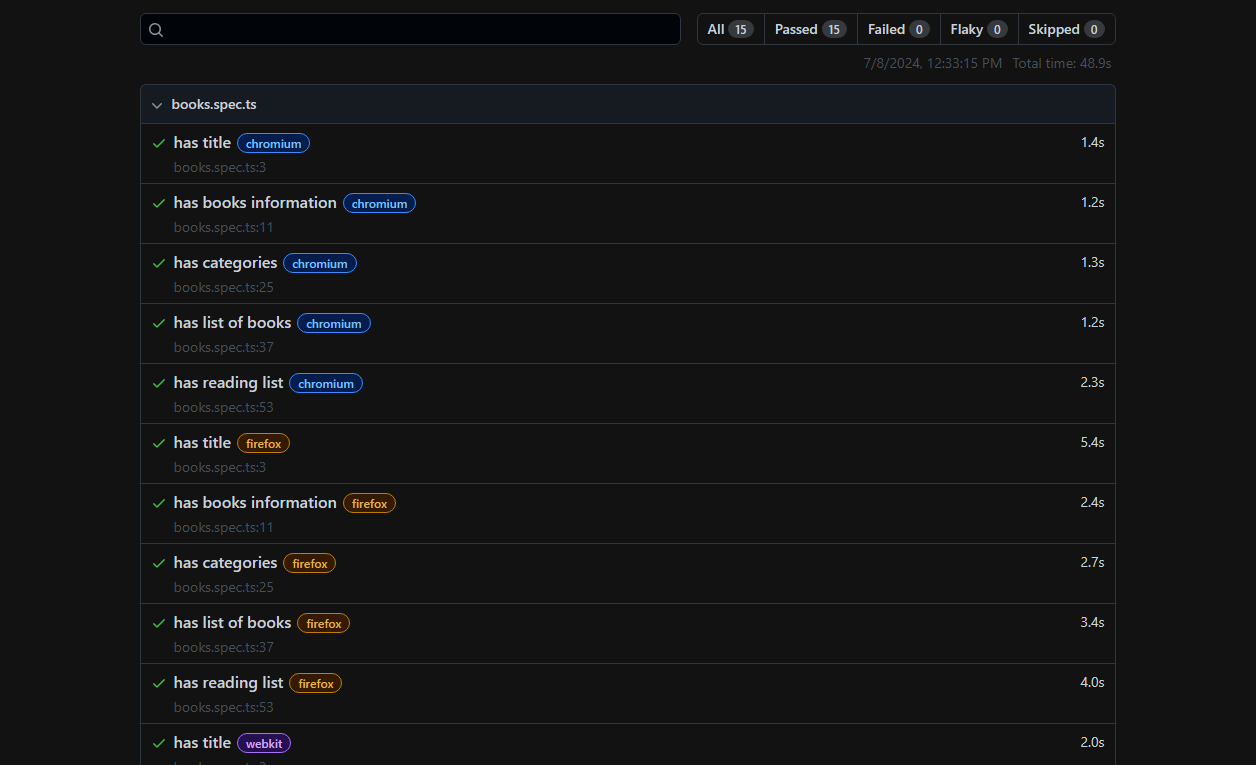 All 15 Passed 15 Failed 0 Flaky 0 Skipped 0
7/8/2024, 12:33:15 PM Total time: 48.9s
books.spec.ts
has title chromium 1.4s
books.spec.ts:3
has books information chromium 1.2s
books.spec.ts:11
has categories chromium 1.3s
books.spec.ts:25
has list of books chromium 1.2s
books.spec.ts:37
has reading list chromium 2.3s
books.spec.ts:53
has title firefox 5.4s
books.spec.ts:3
has books information firefox 2.4s
books.spec.ts:11
has categories firefox 2.7s
books.spec.ts:25
has list of books firefox 3.4s
books.spec.ts:37
has reading list firefox 4.0s
books.spec.ts:53
has title webkit 2.0s